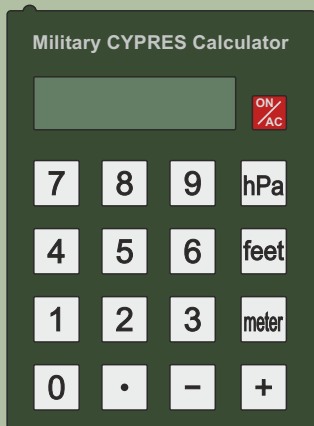 Military CYPRES Calculator
ON/AC
7 8 9 hPa
4 5 6 feet
1 2 3 meter
0 · − +